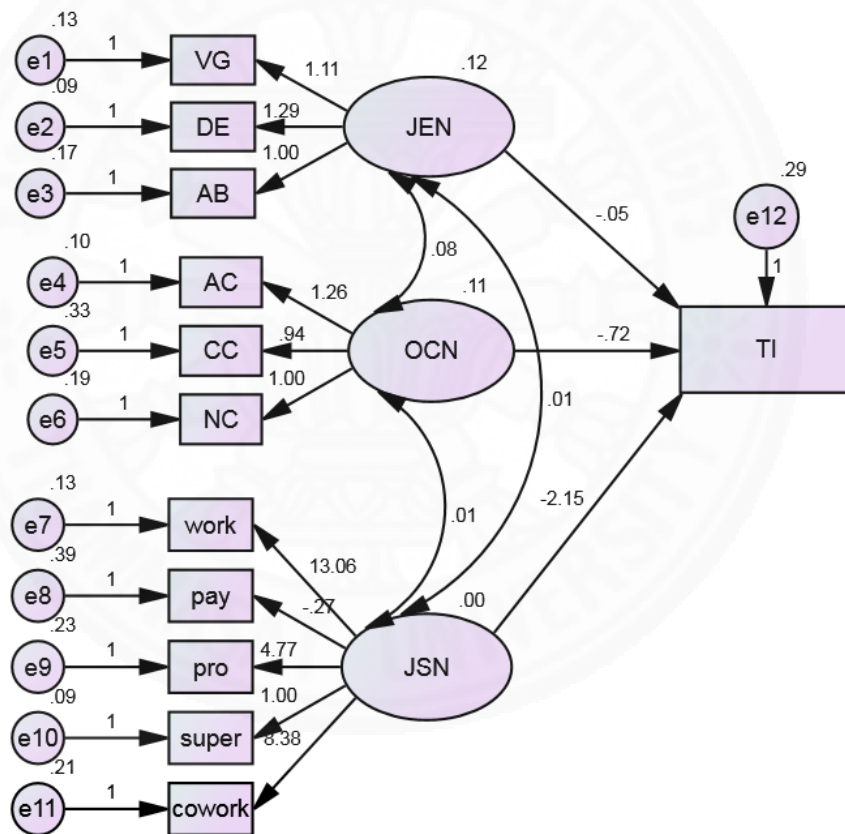 .13
e1 1 VG
1.11
.12
JEN
.09
e2 1 DE
1.29
.17
e3 1 AB
1.00
-.05
.29
e12
1
.08
.10
e4 1 AC
1.26
.11
OCN
.33
e5 1 CC
.94
-.72
TI
.19
e6 1 NC
1.00
.01
.13
e7 1 work
13.06
.01
-2.15
.39
e8 1 pay
-.27
.00
JSN
.23
e9 1 pro
4.77
.09
e10 1 super
1.00
8.38
.21
e11 1 cowork